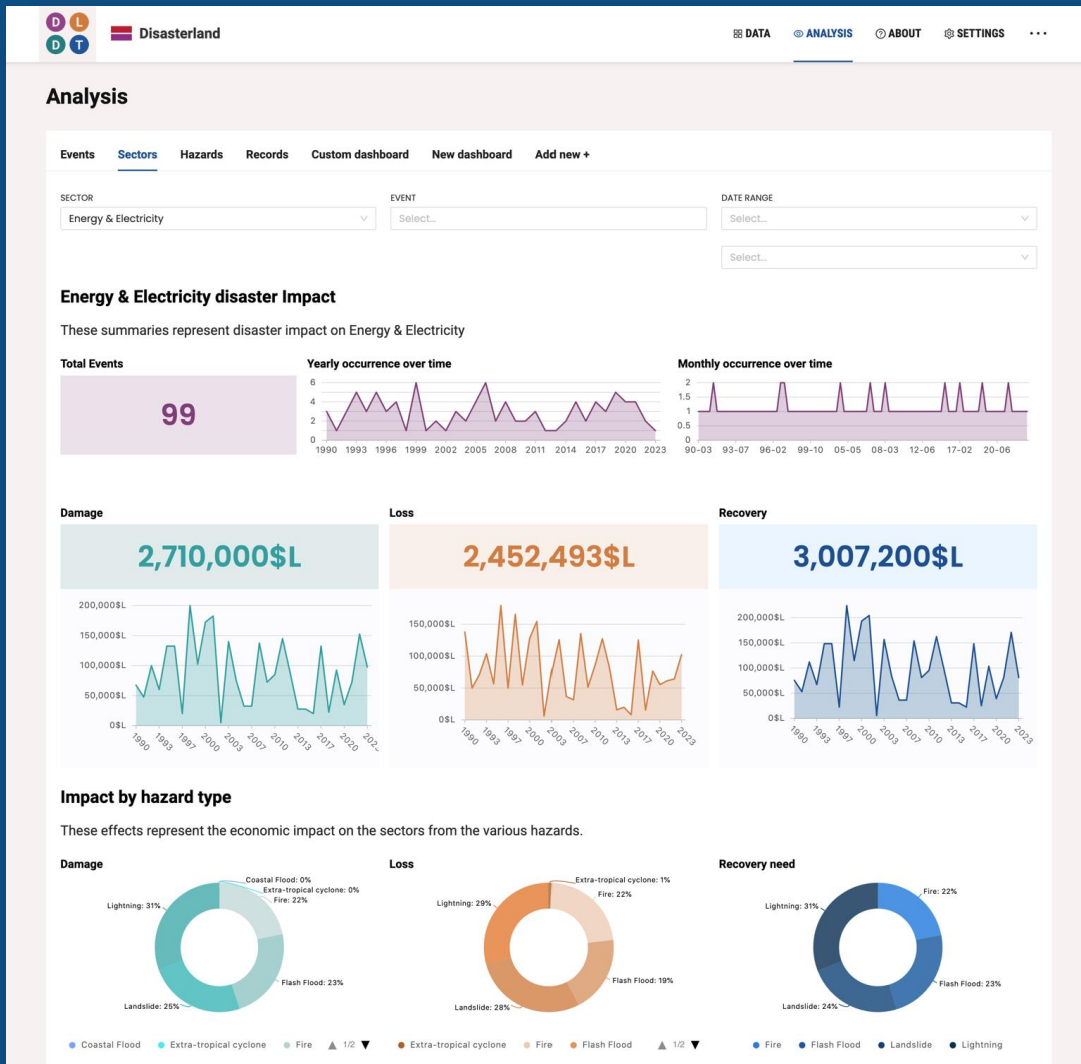 D L
D T
Disasterland
DATA ANALYSIS ABOUT SETTINGS ...
Analysis
Events Sectors Hazards Records Custom dashboard New dashboard Add new +
SECTOR EVENT DATE RANGE
Energy & Electricity Select... Select...
Select...
Energy & Electricity disaster Impact
These summaries represent disaster impact on Energy & Electricity
Total Events Yearly occurrence over time Monthly occurrence over time
99
6
4
2
0
1990 1993 1996 1999 2002 2005 2008 2011 2014 2017 2020 2023
2
1.5
1
0.5
0
90-03 93-07 96-02 99-10 05-05 08-03 12-06 17-02 20-06
Damage Loss Recovery
2,710,000$L 2,452,493$L 3,007,200$L
200,000$L
150,000$L
100,000$L
50,000$L
0$L
1990 1993 1997 2000 2003 2007 2010 2013 2017 2020 202..
150,000$L
100,000$L
50,000$L
0$L
1990 1993 1997 2000 2003 2007 2010 2013 2017 2020 2023
200,000$L
150,000$L
100,000$L
50,000$L
0$L
1990 1993 1997 2000 2003 2007 2010 2013 2017 2020 2023
Impact by hazard type
These effects represent the economic impact on the sectors from the various hazards.
Damage Loss Recovery need
Coastal Flood: 0%
Extra-tropical cyclone: 0%
Fire: 22%
Lightning: 31%
Flash Flood: 23%
Landslide: 25%
Extra-tropical cyclone: 1%
Fire: 22%
Lightning: 29%
Flash Flood: 19%
Landslide: 28%
Fire: 22%
Lightning: 31%
Flash Flood: 23%
Landslide: 24%
Coastal Flood Extra-tropical cyclone Fire ▲ 1/2 ▼ Extra-tropical cyclone Fire Flash Flood ▲ 1/2 ▼ Fire Flash Flood Landslide Lightning